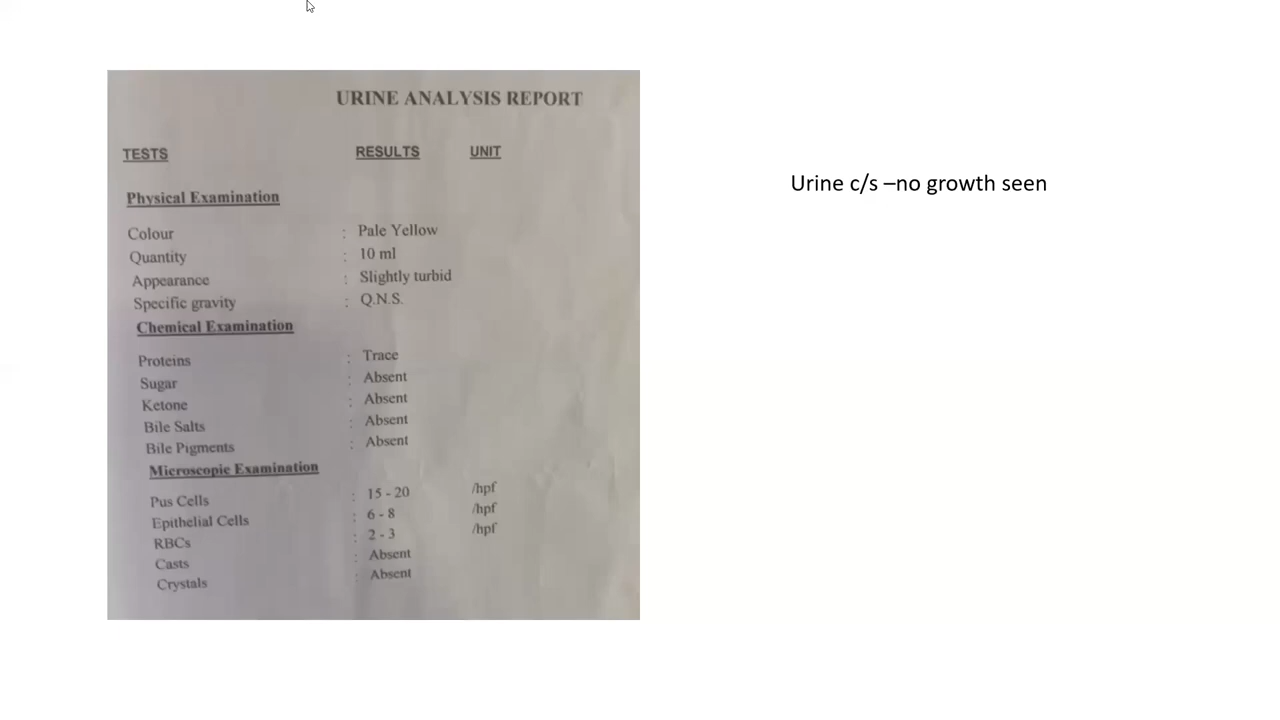 URINE ANALYSIS REPORT
TESTS RESULTS UNIT
Physical Examination
Colour : Pale Yellow
Quantity : 10 ml
Appearance : Slightly turbid
Specific gravity : Q.N.S.
Chemical Examination
Proteins : Trace
Sugar : Absent
Ketone : Absent
Bile Salts : Absent
Bile Pigments : Absent
Microscopic Examination
Pus Cells : 15 - 20 /hpf
Epithelial Cells : 6 - 8 /hpf
RBCs : 2 - 3 /hpf
Casts : Absent
Crystals : Absent
Urine c/s –no growth seen